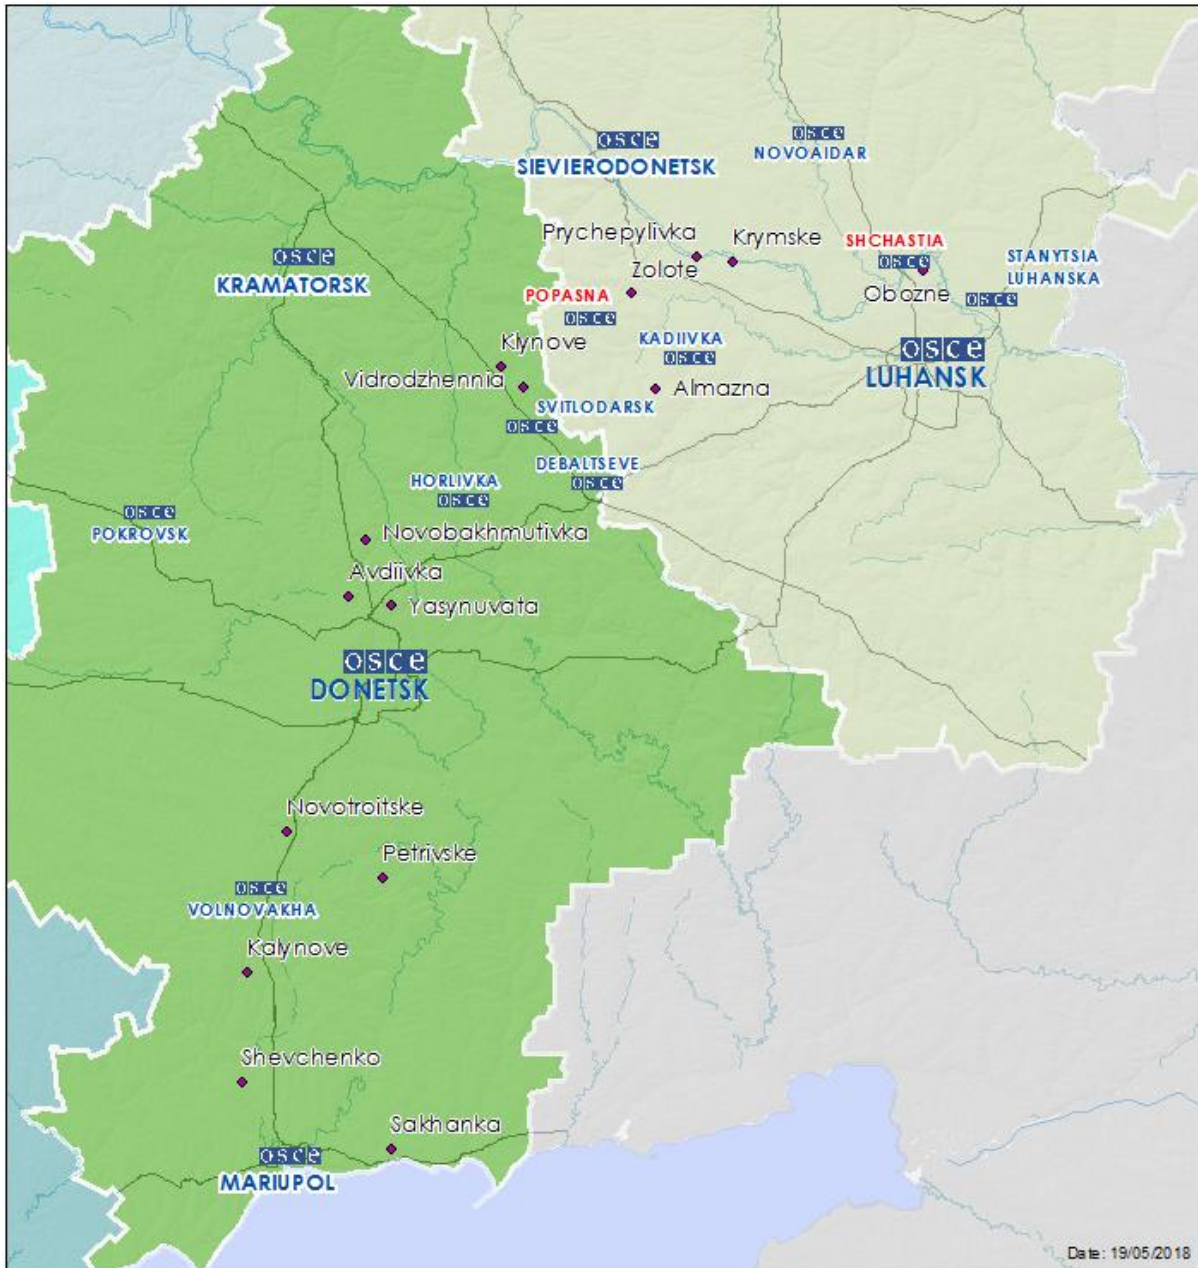 osce
SIEVIERODONETSK
osce
NOVOAIDAR
osce
KRAMATORSK
Prychepylivka
Krymske
SHCHASTIA
osce
Obozne
STANYTSIA
LUHANSKA
osce
Zolote
POPASNA
osce
KADIIVKA
osce
osce
LUHANSK
Klynove
Vidrodzhennia
Almazna
SVITLODARSK
osce
DEBALTSEVE
osce
HORLIVKA
osce
osce
POKROVSK
Novobakhmutivka
Avdiivka
Yasynuvata
osce
DONETSK
Novotroitske
Petrivske
osce
VOLNOVAKHA
Kalynove
Shevchenko
Sakhanka
osce
MARIUPOL
Date: 19/05/2018